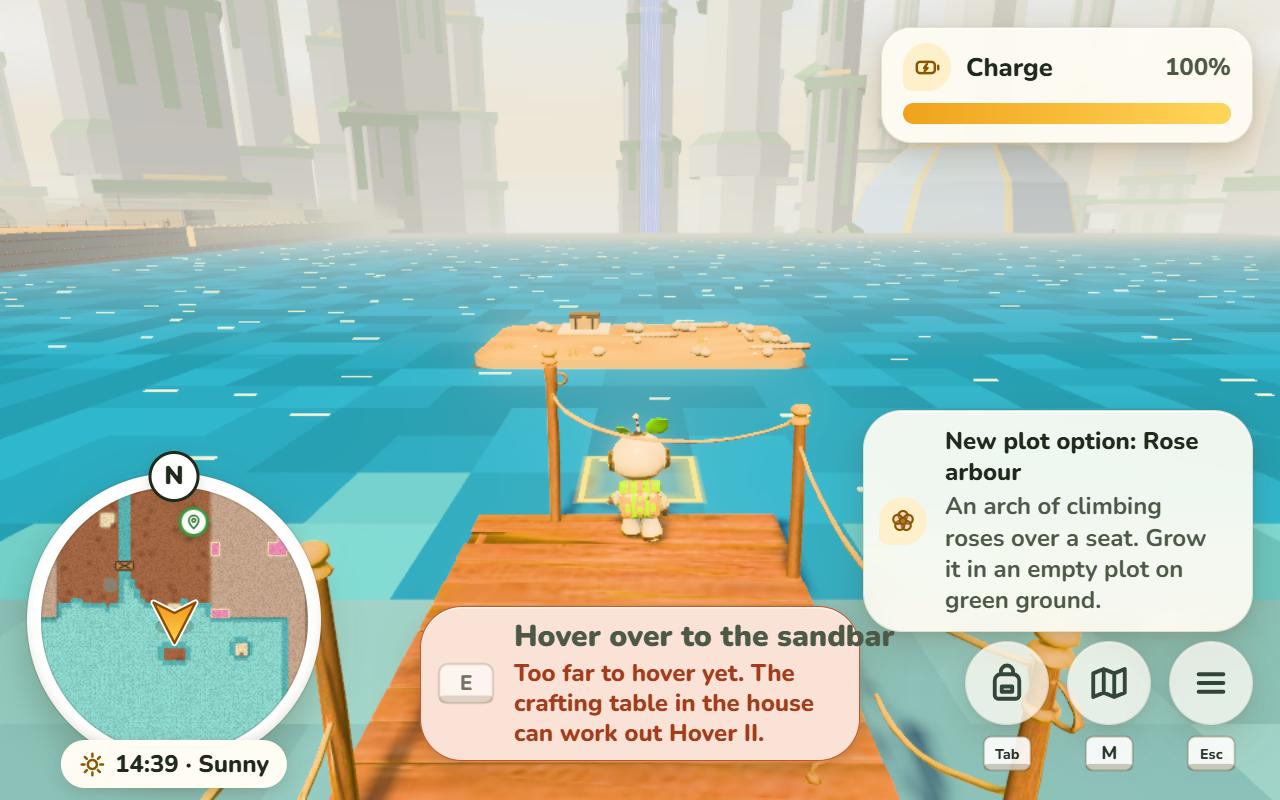 Charge 100%
New plot option: Rose
arbour
An arch of climbing
roses over a seat. Grow
it in an empty plot on
green ground.
N
Hover over to the sandbar
E
Too far to hover yet. The
crafting table in the house
can work out Hover II.
14:39 · Sunny
Tab
M
Esc